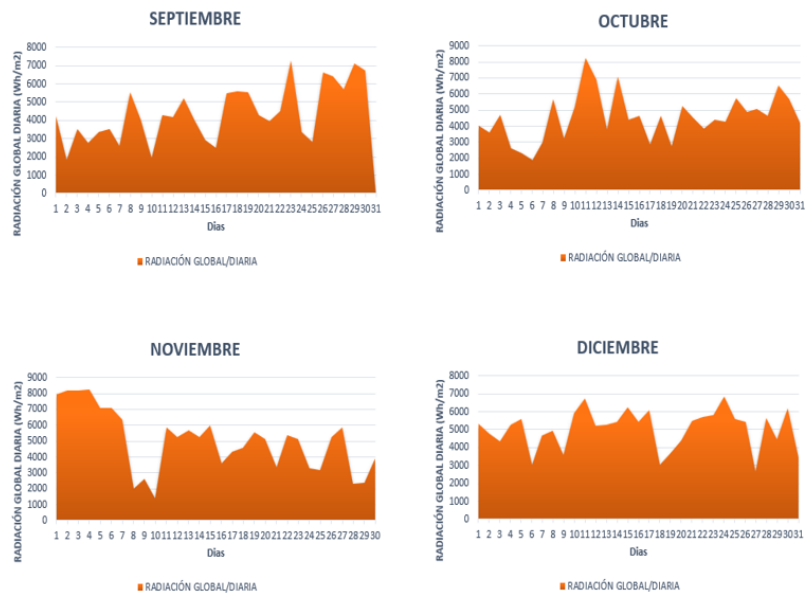 SEPTIEMBRE
RADIACIÓN GLOBAL DIARIA (Wh/m2)
8000
7000
6000
5000
4000
3000
2000
1000
0
1 2 3 4 5 6 7 8 9 10 11 12 13 14 15 16 17 18 19 20 21 22 23 24 25 26 27 28 29 30 31
Días
RADIACIÓN GLOBAL/DIARIA
OCTUBRE
RADIACIÓN GLOBAL DIARIA (Wh/m2)
9000
8000
7000
6000
5000
4000
3000
2000
1000
0
1 2 3 4 5 6 7 8 9 10 11 12 13 14 15 16 17 18 19 20 21 22 23 24 25 26 27 28 29 30 31
Días
RADIACIÓN GLOBAL/DIARIA
NOVIEMBRE
RADIACIÓN GLOBAL DIARIA (Wh/m2)
9000
8000
7000
6000
5000
4000
3000
2000
1000
0
1 2 3 4 5 6 7 8 9 10 11 12 13 14 15 16 17 18 19 20 21 22 23 24 25 26 27 28 29 30
Días
RADIACIÓN GLOBAL/DIARIA
DICIEMBRE
RADIACIÓN GLOBAL DIARIA (Wh/m2)
8000
7000
6000
5000
4000
3000
2000
1000
0
1 2 3 4 5 6 7 8 9 10 11 12 13 14 15 16 17 18 19 20 21 22 23 24 25 26 27 28 29 30 31
Días
RADIACIÓN GLOBAL/DIARIA